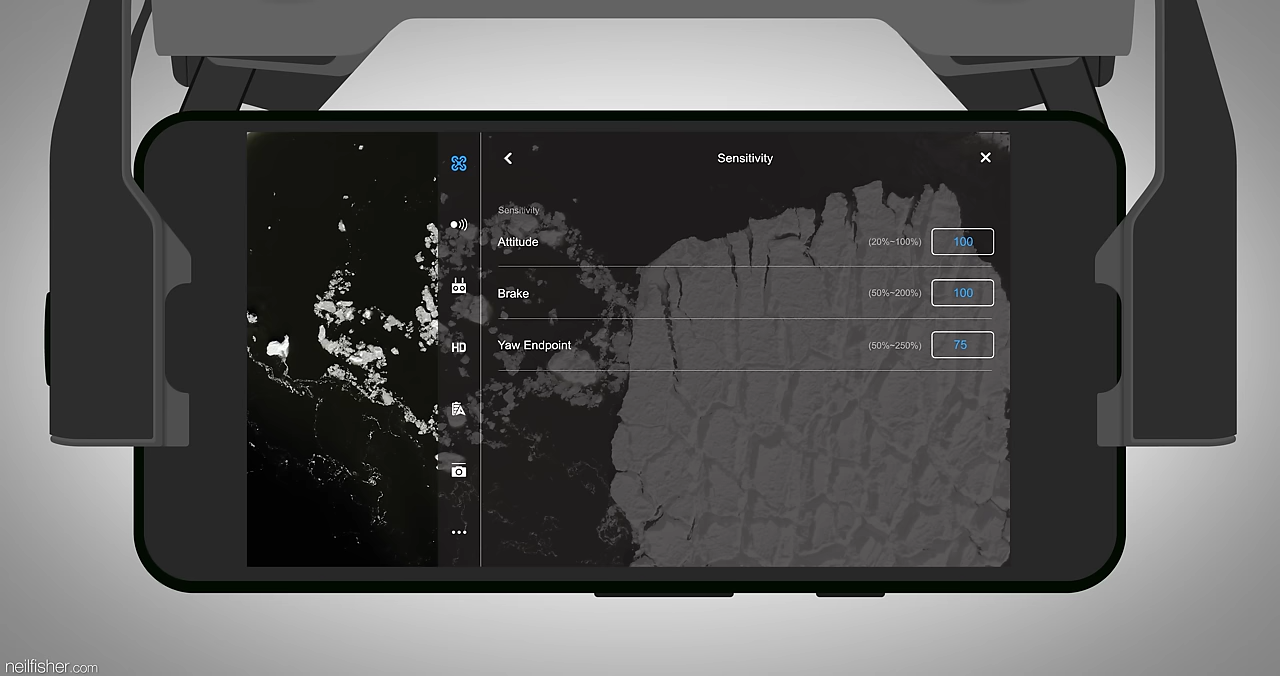 Sensitivity
Sensitivity
Attitude (20%~100%) 100
Brake (50%~200%) 100
HD
Yaw Endpoint (50%~250%) 75
A
neilfisher.com